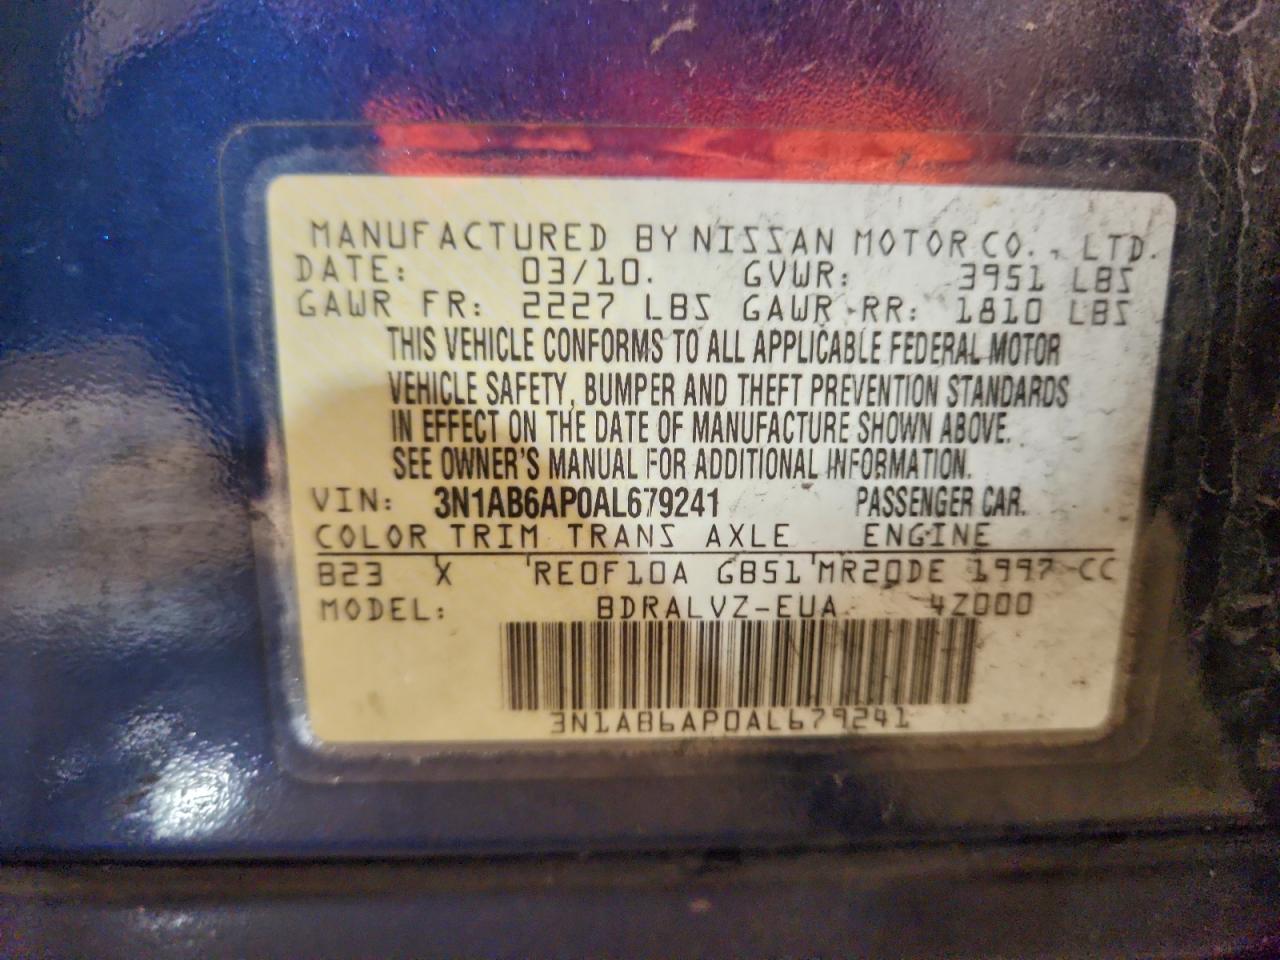 MANUFACTURED BY NISSAN MOTOR CO., LTD.
DATE: 03/10. GVWR: 3951 LBS
GAWR FR: 2227 LBS GAWR RR: 1810 LBS
THIS VEHICLE CONFORMS TO ALL APPLICABLE FEDERAL MOTOR
VEHICLE SAFETY, BUMPER AND THEFT PREVENTION STANDARDS
IN EFFECT ON THE DATE OF MANUFACTURE SHOWN ABOVE.
SEE OWNER'S MANUAL FOR ADDITIONAL INFORMATION.
VIN: 3N1AB6AP0AL679241 PASSENGER CAR.
COLOR TRIM TRANS AXLE ENGINE
B23 X RE0F10A GB51 MR20DE 1997 CC
MODEL: BDRALVZ-EUA 4Z000
3N1AB6AP0AL679241